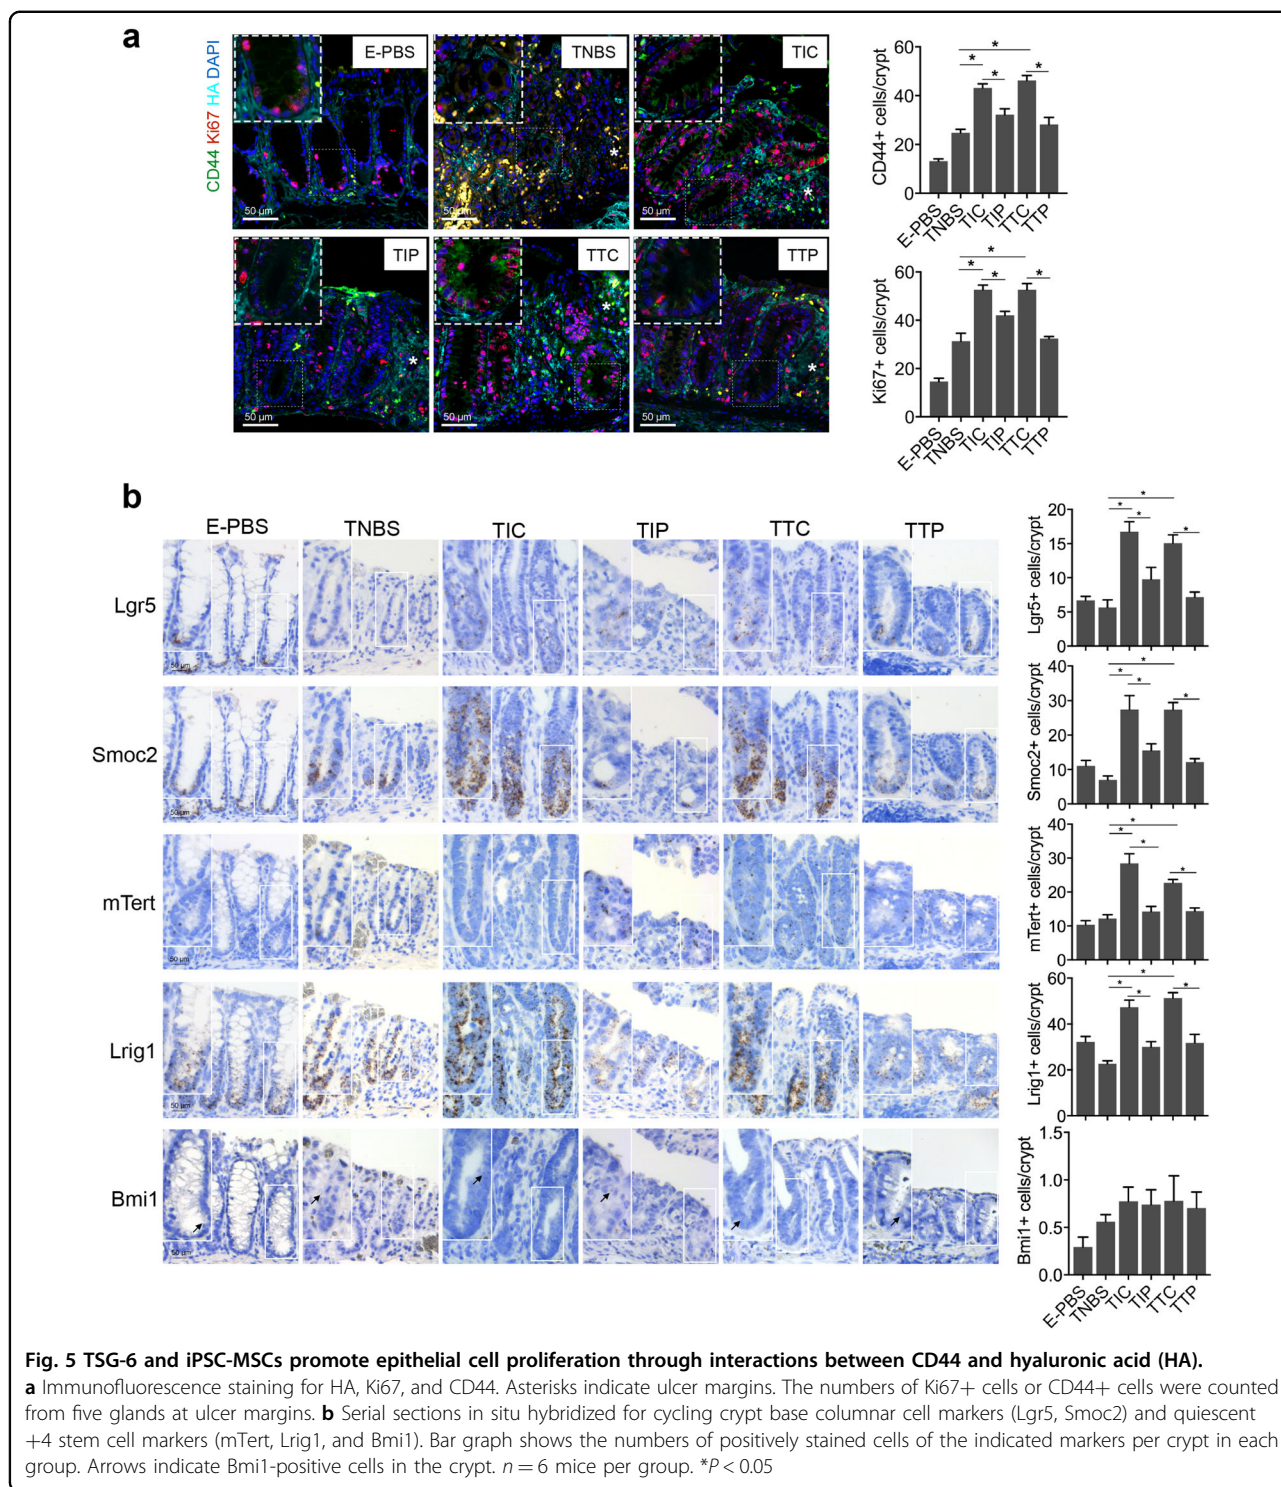 a
CD44 Ki67 HA DAPI
E-PBS
TNBS
TIC
50 µm
50 µm
50 µm
TIP
TTC
TTP
50 µm
50 µm
50 µm
*
*
*
*
*
CD44+ cells/crypt
60
40
20
0
* 
* *
*
E-PBS
TNBS
TIC
TIP
TTC
TTP
Ki67+ cells/crypt
60
40
20
0
*
* *
*
E-PBS
TNBS
TIC
TIP
TTC
TTP
b
E-PBS TNBS TIC TIP TTC TTP
Lgr5
50 µm
Smoc2
50 µm
mTert
50 µm
Lrig1
50 µm
Bmi1
50 µm
Lgr5+ cells/crypt
20
15
10
5
0
*
* *
*
Smoc2+ cells/crypt
40
30
20
10
0
*
* *
*
mTert+ cells/crypt
40
30
20
10
0
*
* *
*
Lrig1+ cells/crypt
60
40
20
0
*
* *
*
Bmi1+ cells/crypt
1.5
1.0
0.5
0.0
E-PBS
TNBS
TIC
TIP
TTC
TTP
Fig. 5 TSG-6 and iPSC-MSCs promote epithelial cell proliferation through interactions between CD44 and hyaluronic acid (HA).
a Immunofluorescence staining for HA, Ki67, and CD44. Asterisks indicate ulcer margins. The numbers of Ki67+ cells or CD44+ cells were counted
from five glands at ulcer margins. b Serial sections in situ hybridized for cycling crypt base columnar cell markers (Lgr5, Smoc2) and quiescent
+4 stem cell markers (mTert, Lrig1, and Bmi1). Bar graph shows the numbers of positively stained cells of the indicated markers per crypt in each
group. Arrows indicate Bmi1-positive cells in the crypt. n = 6 mice per group. *P < 0.05